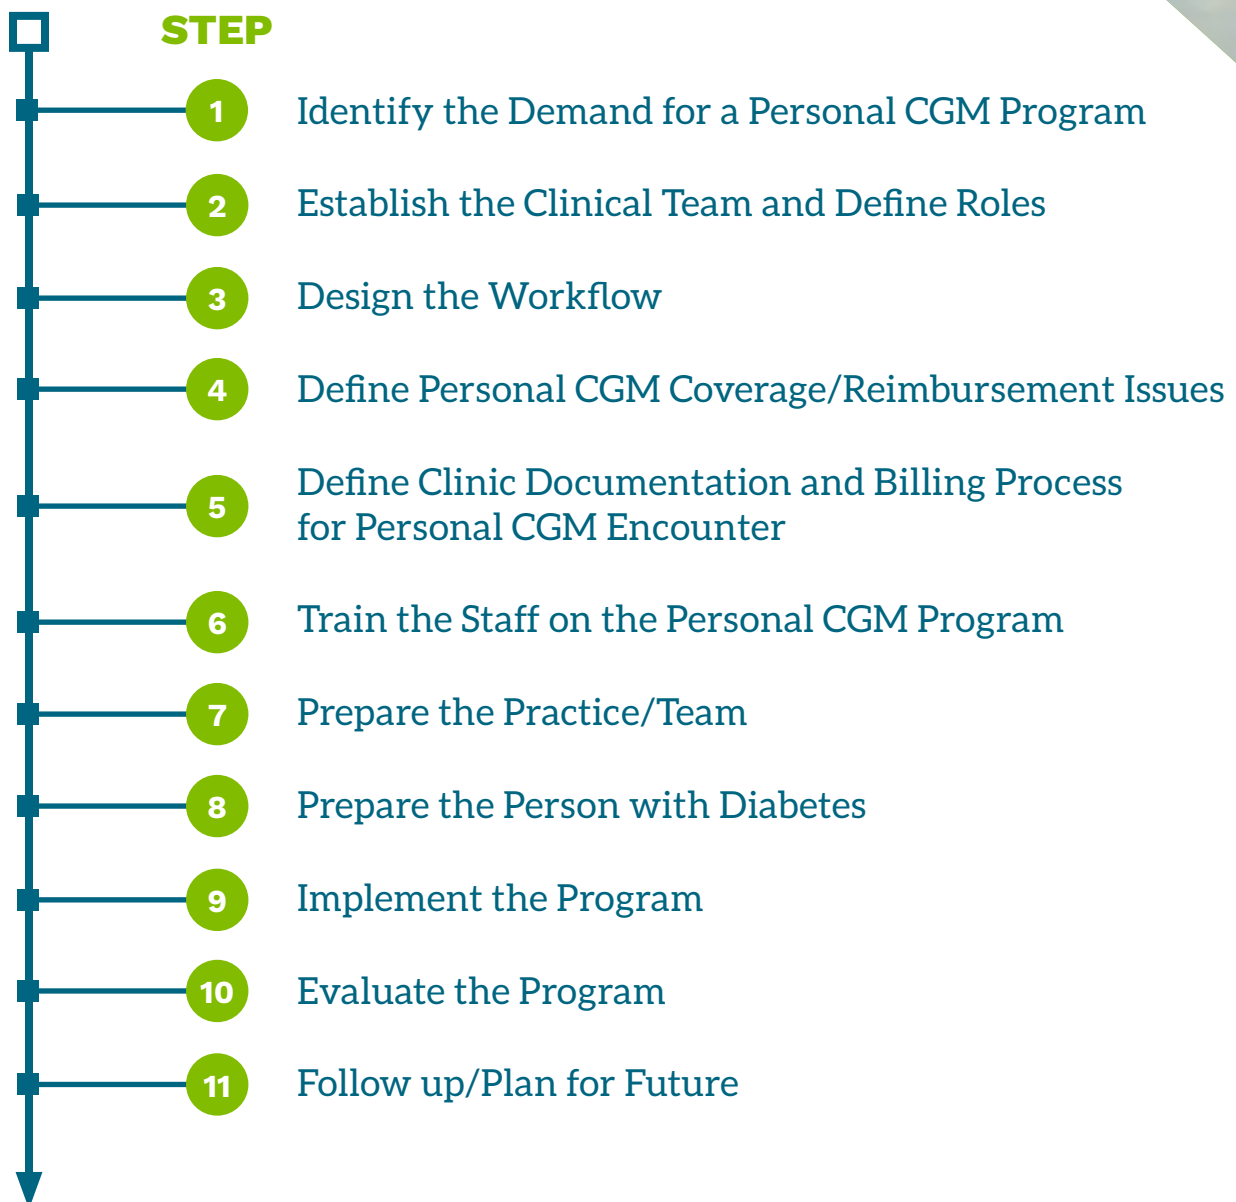 STEP
1 Identify the Demand for a Personal CGM Program
2 Establish the Clinical Team and Define Roles
3 Design the Workflow
4 Define Personal CGM Coverage/Reimbursement Issues
5 Define Clinic Documentation and Billing Process
for Personal CGM Encounter
6 Train the Staff on the Personal CGM Program
7 Prepare the Practice/Team
8 Prepare the Person with Diabetes
9 Implement the Program
10 Evaluate the Program
11 Follow up/Plan for Future